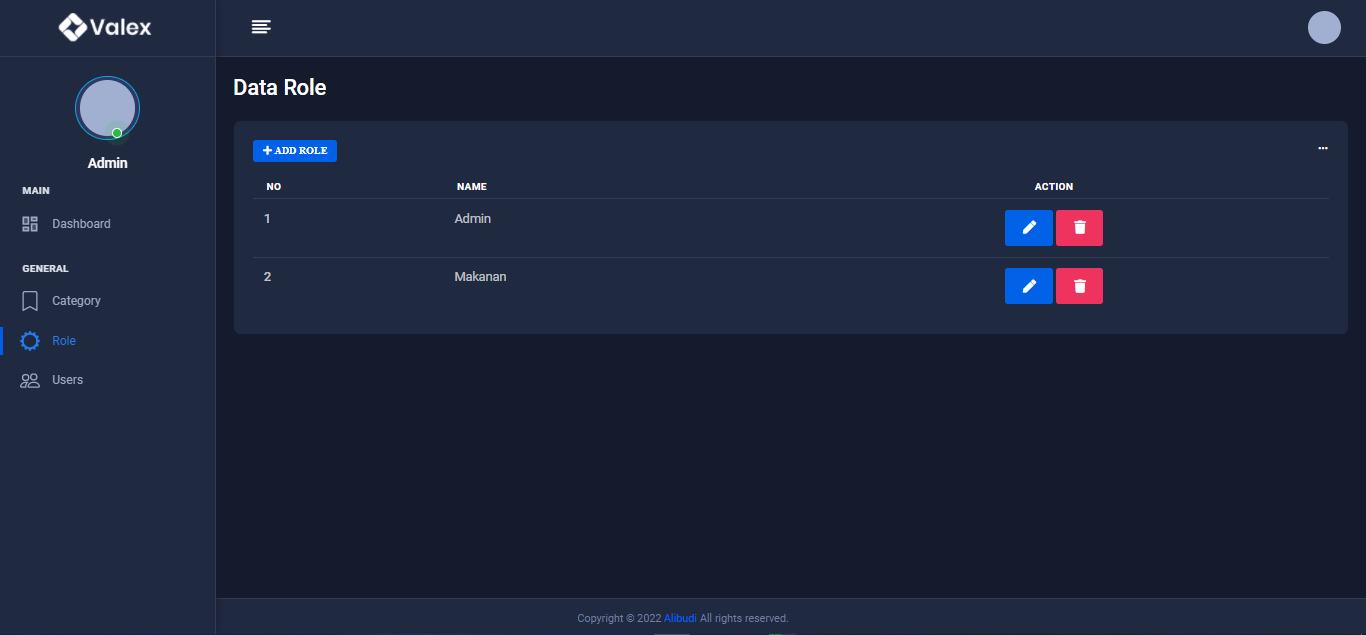 Valex
Admin
MAIN
Dashboard
GENERAL
Category
Role
Users
Data Role
ADD ROLE
NO NAME ACTION
1 Admin
2 Makanan
Copyright © 2022 Alibudi All rights reserved.